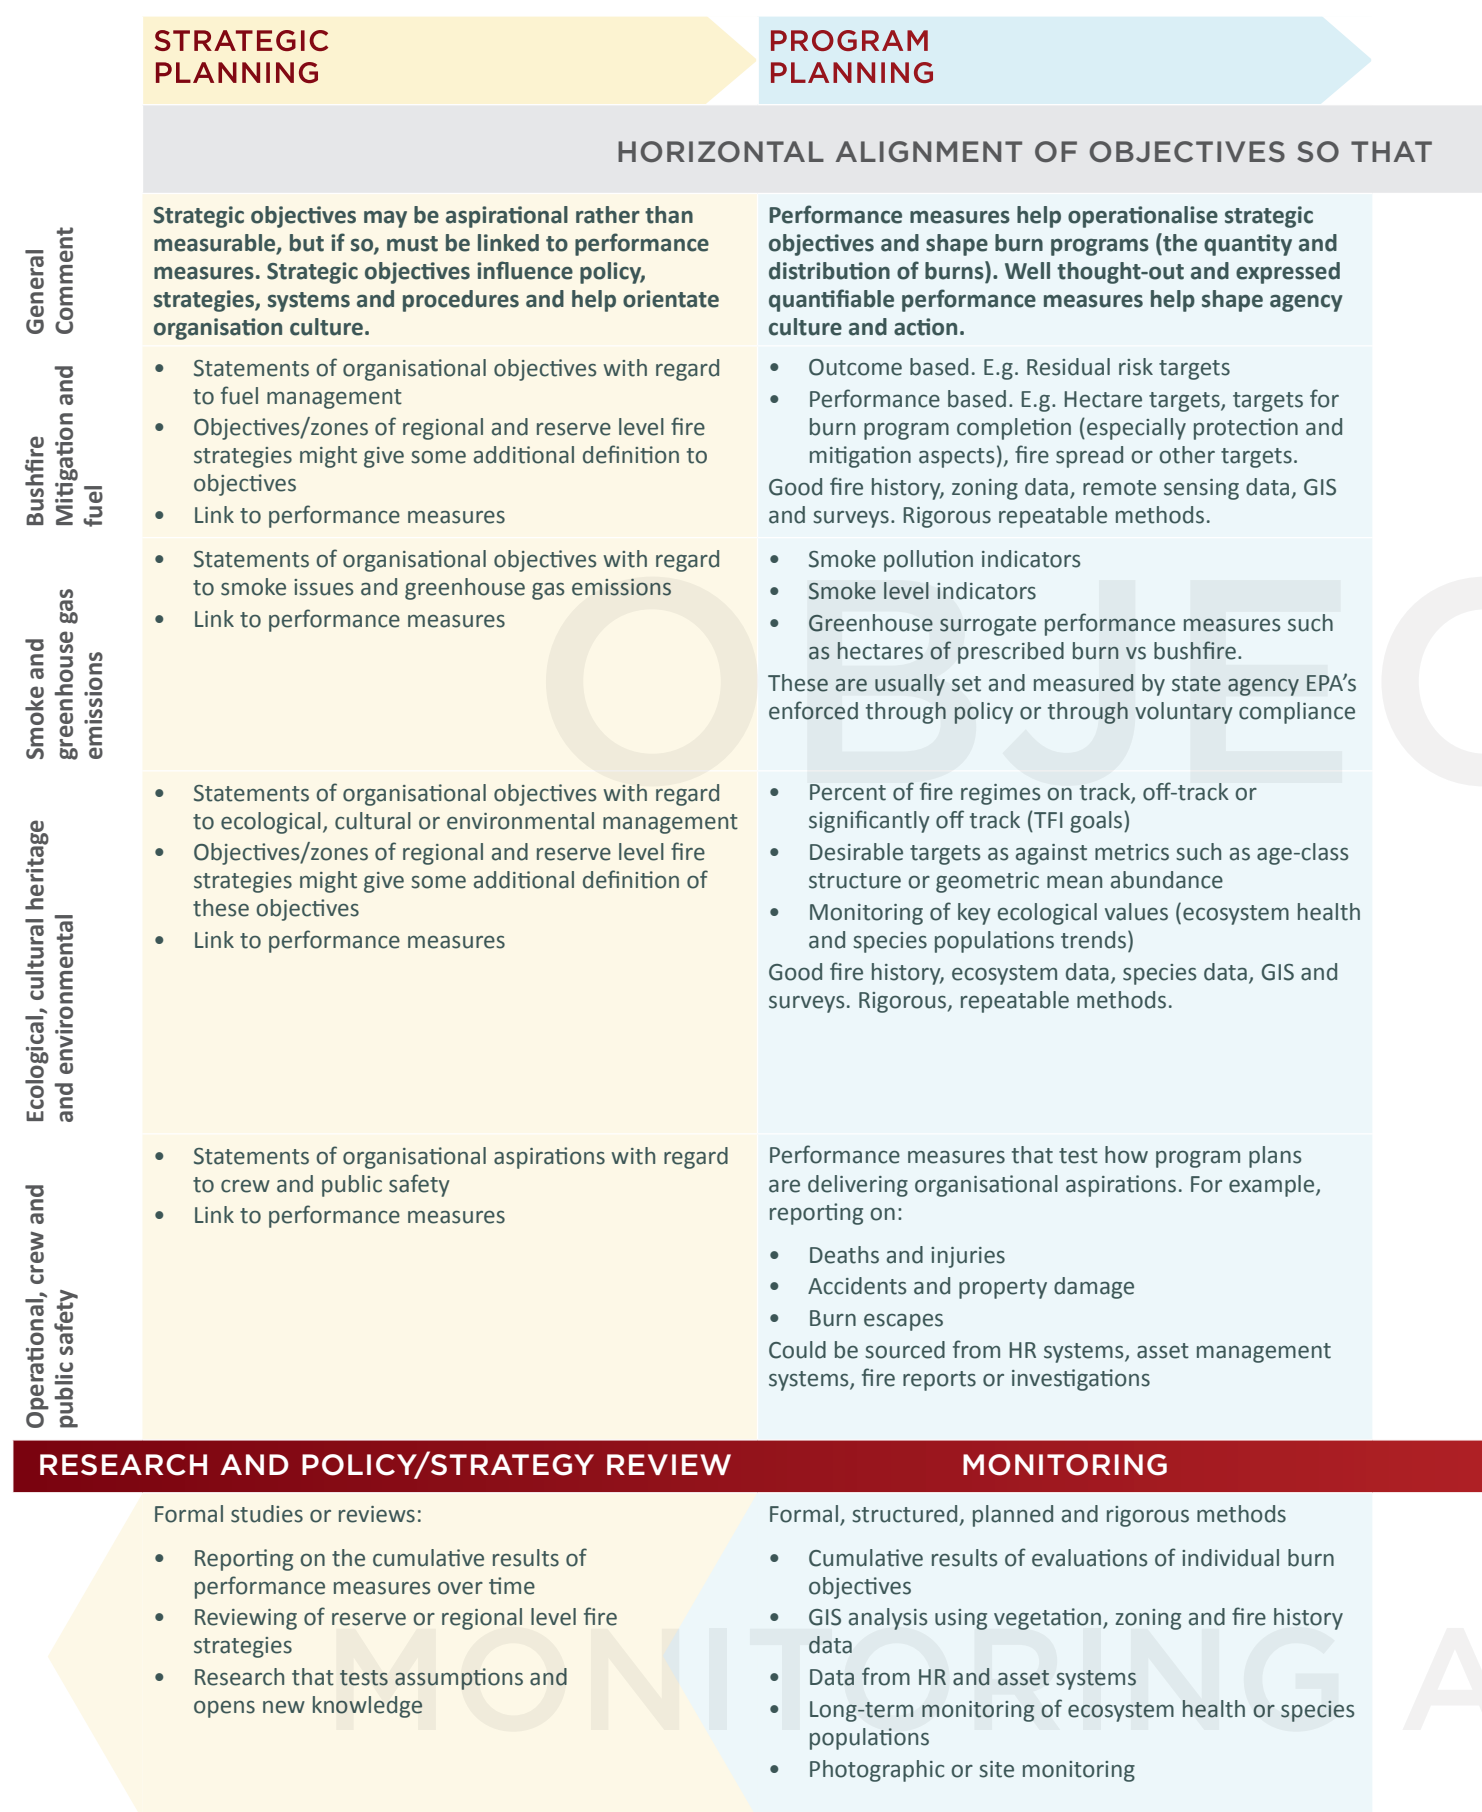 STRATEGIC
PLANNING
PROGRAM
PLANNING
HORIZONTAL ALIGNMENT OF OBJECTIVES SO THAT
General
Comment
Strategic objectives may be aspirational rather than
measurable, but if so, must be linked to performance
measures. Strategic objectives influence policy,
strategies, systems and procedures and help orientate
organisation culture.
Performance measures help operationalise strategic
objectives and shape burn programs (the quantity and
distribution of burns). Well thought-out and expressed
quantifiable performance measures help shape agency
culture and action.
Bushfire
Mitigation and
fuel
• Statements of organisational objectives with regard
to fuel management
• Objectives/zones of regional and reserve level fire
strategies might give some additional definition to
objectives
• Link to performance measures
• Outcome based. E.g. Residual risk targets
• Performance based. E.g. Hectare targets, targets for
burn program completion (especially protection and
mitigation aspects), fire spread or other targets.
Good fire history, zoning data, remote sensing data, GIS
and surveys. Rigorous repeatable methods.
Smoke and
greenhouse gas
emissions
• Statements of organisational objectives with regard
to smoke issues and greenhouse gas emissions
• Link to performance measures
• Smoke pollution indicators
• Smoke level indicators
• Greenhouse surrogate performance measures such
as hectares of prescribed burn vs bushfire.
These are usually set and measured by state agency EPA’s
enforced through policy or through voluntary compliance
OBJEC
Ecological, cultural heritage
and environmental
• Statements of organisational objectives with regard
to ecological, cultural or environmental management
• Objectives/zones of regional and reserve level fire
strategies might give some additional definition of
these objectives
• Link to performance measures
• Percent of fire regimes on track, off-track or
significantly off track (TFI goals)
• Desirable targets as against metrics such as age-class
structure or geometric mean abundance
• Monitoring of key ecological values (ecosystem health
and species populations trends)
Good fire history, ecosystem data, species data, GIS and
surveys. Rigorous, repeatable methods.
Operational, crew and
public safety
• Statements of organisational aspirations with regard
to crew and public safety
• Link to performance measures
Performance measures that test how program plans
are delivering organisational aspirations. For example,
reporting on:
• Deaths and injuries
• Accidents and property damage
• Burn escapes
Could be sourced from HR systems, asset management
systems, fire reports or investigations
RESEARCH AND POLICY/STRATEGY REVIEW
MONITORING
Formal studies or reviews:
• Reporting on the cumulative results of
performance measures over time
• Reviewing of reserve or regional level fire
strategies
• Research that tests assumptions and
opens new knowledge
Formal, structured, planned and rigorous methods
• Cumulative results of evaluations of individual burn
objectives
• GIS analysis using vegetation, zoning and fire history
data
• Data from HR and asset systems
• Long-term monitoring of ecosystem health or species
populations
• Photographic or site monitoring
MONITORING A